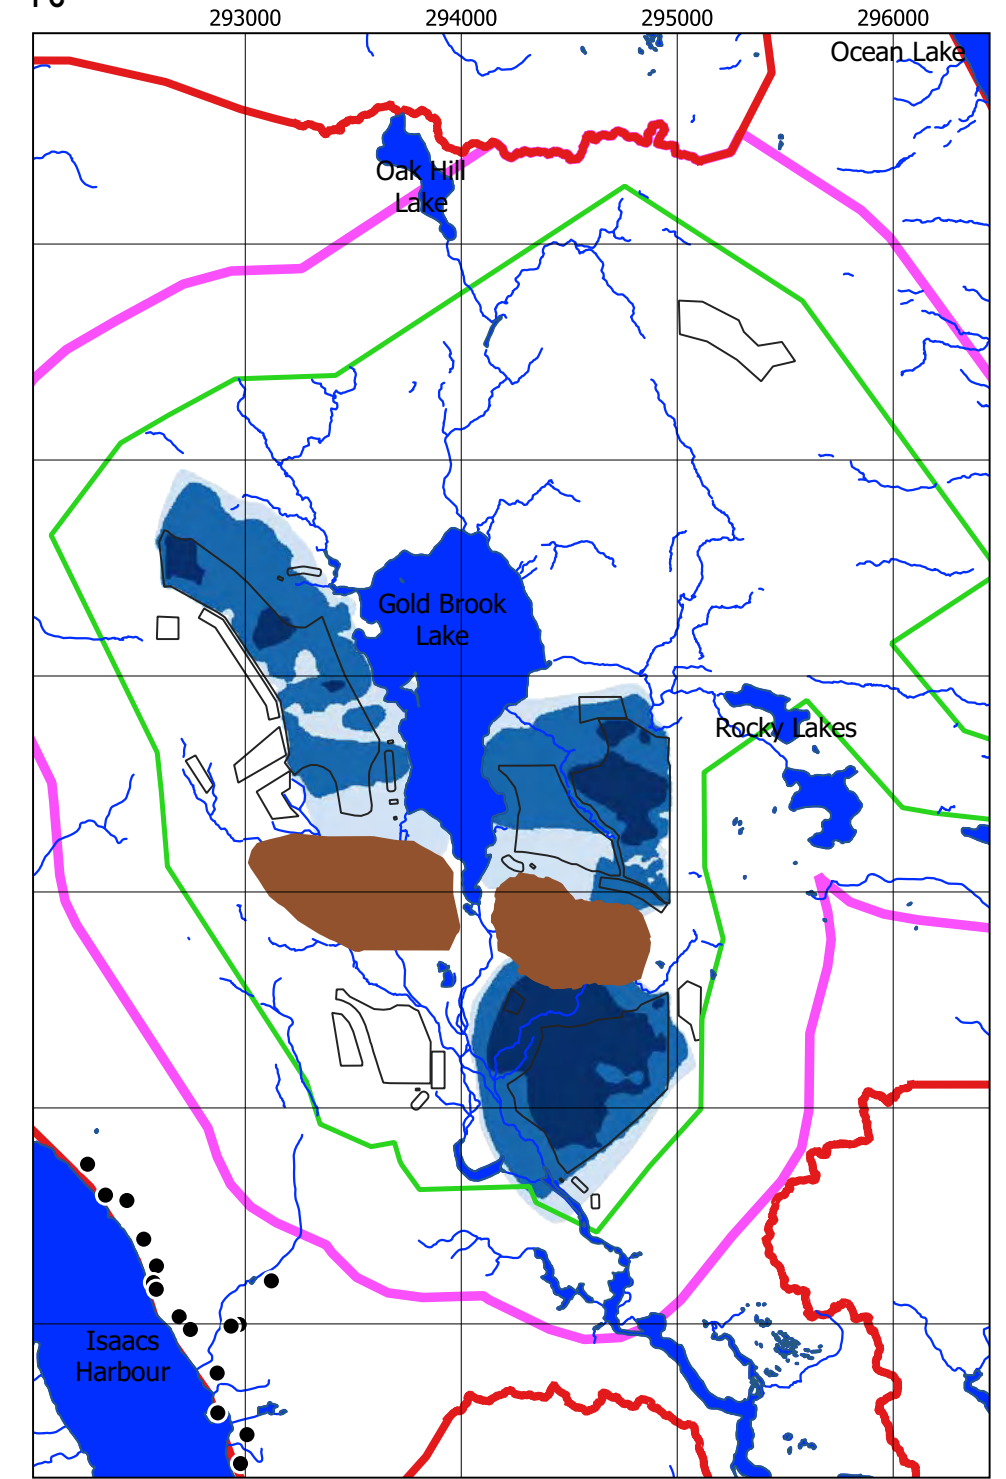 293000 294000 295000 296000
Ocean Lake
Oak Hill
Lake
Gold Brook
Lake
Rocky Lakes
Isaacs
Harbour